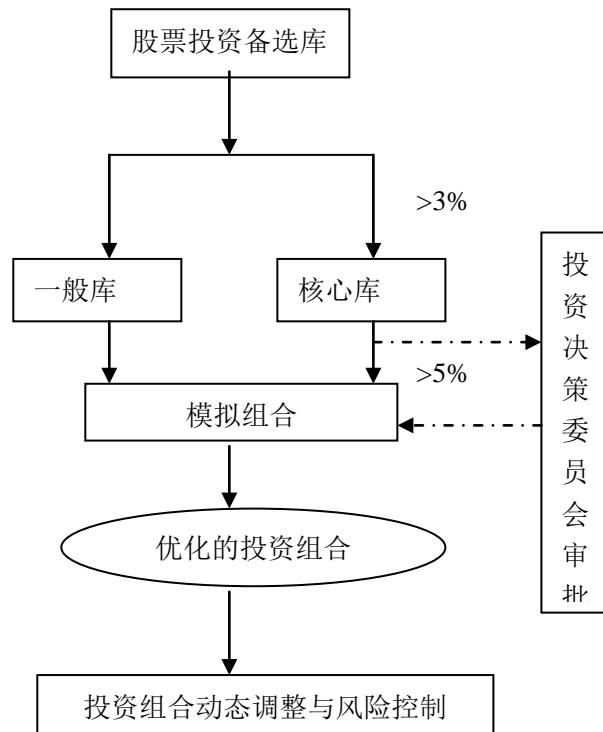 股票投资备选库
>3%
一般库
核心库
投
资
决
策
委
员
会
审
批
>5%
模拟组合
优化的投资组合
投资组合动态调整与风险控制